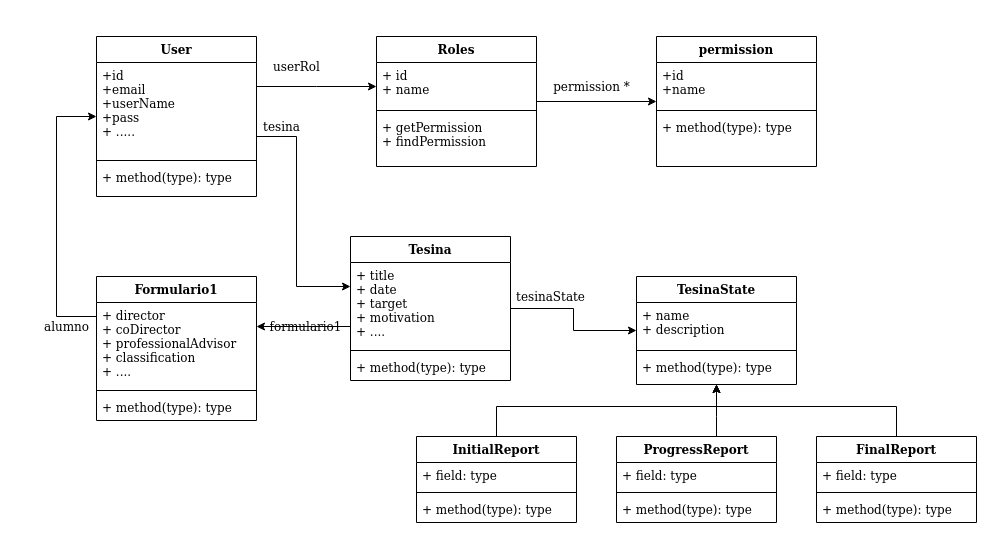 User
+id
+email
+userName
+pass
+ .....
+ method(type): type
userRol
tesina
Roles
+ id
+ name
+ getPermission
+ findPermission
permission *
permission
+id
+name
+ method(type): type
Formulario1
+ director
+ coDirector
+ professionalAdvisor
+ classification
+ ....
+ method(type): type
alumno
formulario1
Tesina
+ title
+ date
+ target
+ motivation
+ ....
+ method(type): type
tesinaState
TesinaState
+ name
+ description
+ method(type): type
InitialReport
+ field: type
+ method(type): type
ProgressReport
+ field: type
+ method(type): type
FinalReport
+ field: type
+ method(type): type